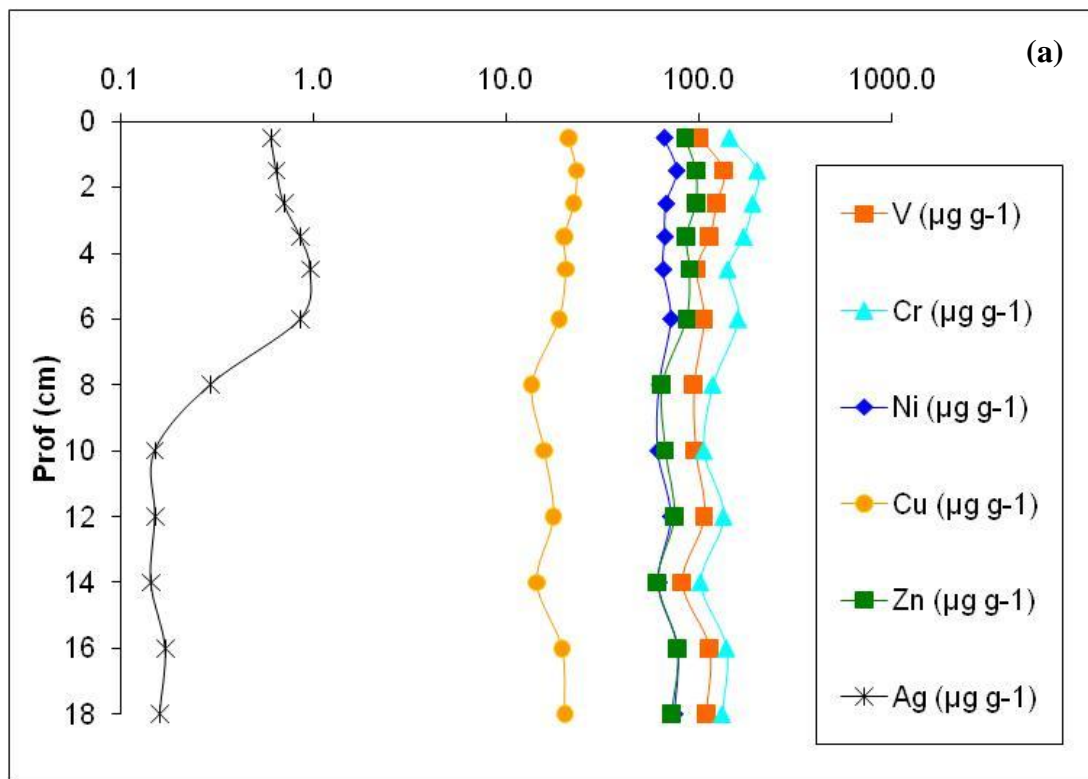 (a)
0.1 1.0 10.0 100.0 1000.0
0
2
4
6
8
10
12
14
16
18
Prof (cm)
V (µg g-1)
Cr (µg g-1)
Ni (µg g-1)
Cu (µg g-1)
Zn (µg g-1)
Ag (µg g-1)